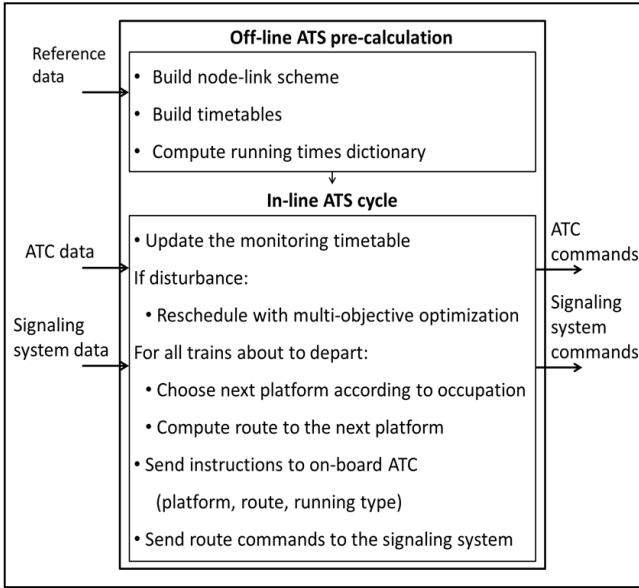 Off-line ATS pre-calculation
Reference
data
• Build node-link scheme
• Build timetables
• Compute running times dictionary
In-line ATS cycle
ATC data
Signaling
system data
• Update the monitoring timetable
If disturbance:
• Reschedule with multi-objective optimization
For all trains about to depart:
• Choose next platform according to occupation
• Compute route to the next platform
• Send instructions to on-board ATC
(platform, route, running type)
• Send route commands to the signaling system
ATC
commands
Signaling
system
commands